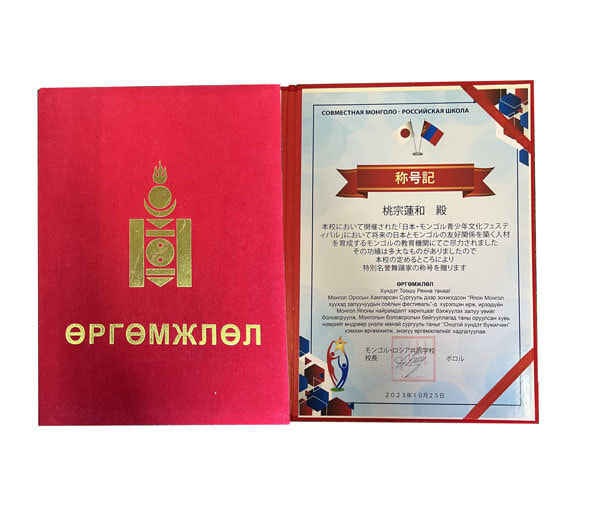 ӨРГӨМЖЛӨЛ
СОВМЕСТНАЯ МОНГОЛО - РОССИЙСКАЯ ШКОЛА
称号記
桃宗蓮和 殿
本校において開催された「日本・モンゴル青少年文化フェステ
ィバル」において将来の日本とモンゴルの友好関係を築く人材
を育成するモンゴルの教育機関にてご尽力されました
その功績は多大なものがありましたので
本校の定めるところにより
特別名誉舞踊家の称号を贈ります
ӨРГӨМЖЛӨЛ
Хүндэт Тоошү Ренна танаа!
Монгол Оросын Хамтарсан Сургууль дээр зохиогдсон "Япон Монгол
хүүхэд залуучуудын соёлын фестиваль"-д хүрэлцэн ирж, ирээдүйн
Монгол Японы найрамдалт харилцааг бэхжүүлэх залуу үеийг
боловсруулж, Монголын боловсролын байгууллагад таны оруулсан хувь
нэмрийг өндрөөр үнэлж манай сургууль таныг "Онцгой хүндэт бүжигчин"
хэмээн өргөмжилж, энэхүү өргөмжлөлийг хадгалуулав.
モンゴル・ロシア共同学校
校長 ボロル
2023年10月25日